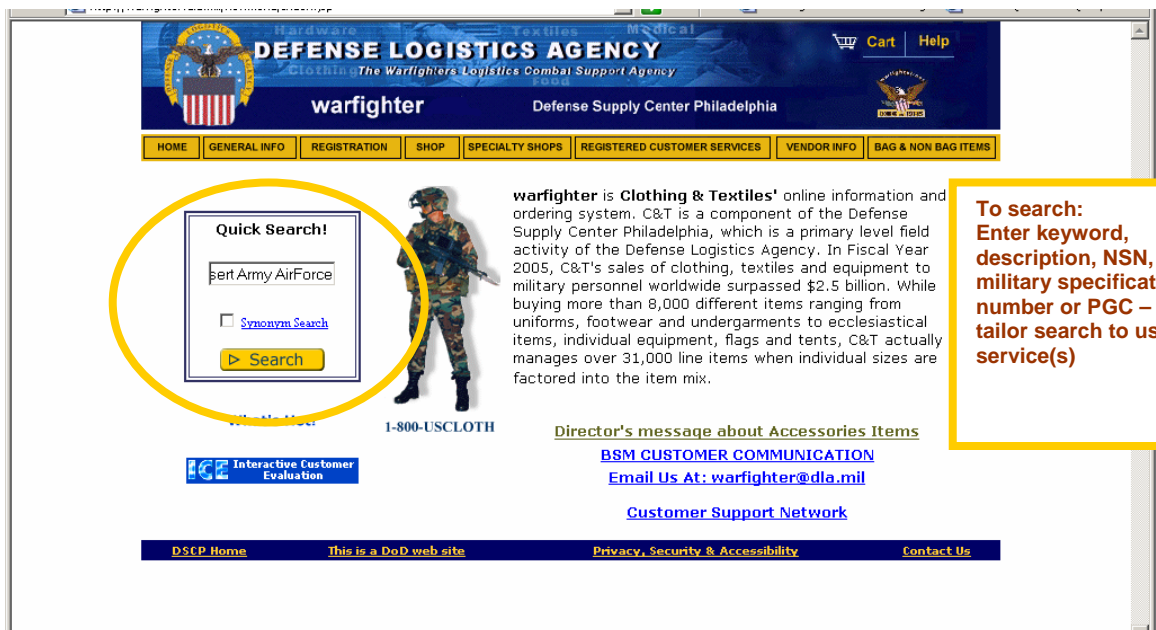 Hardware Textiles Medical
DEFENSE LOGISTICS AGENCY
Clothing The Warfighters Logistics Combat Support Agency
Food
Cart Help
warfighter Defense Supply Center Philadelphia
HOME GENERAL INFO REGISTRATION SHOP SPECIALTY SHOPS REGISTERED CUSTOMER SERVICES VENDOR INFO BAG & NON BAG ITEMS
Quick Search!
sert Army AirForce
Synonym Search
Search
What's Hot!
ICE Interactive Customer
Evaluation
1-800-USCLOTH
warfighter is Clothing & Textiles' online information and
ordering system. C&T is a component of the Defense
Supply Center Philadelphia, which is a primary level field
activity of the Defense Logistics Agency. In Fiscal Year
2005, C&T's sales of clothing, textiles and equipment to
military personnel worldwide surpassed $2.5 billion. While
buying more than 8,000 different items ranging from
uniforms, footwear and undergarments to ecclesiastical
items, individual equipment, flags and tents, C&T actually
manages over 31,000 line items when individual sizes are
factored into the item mix.
Director's message about Accessories Items
BSM CUSTOMER COMMUNICATION
Email Us At: warfighter@dla.mil
Customer Support Network
To search:
Enter keyword,
description, NSN,
military specificat
number or PGC –
tailor search to us
service(s)
DSCP Home This is a DoD web site Privacy, Security & Accessibility Contact Us